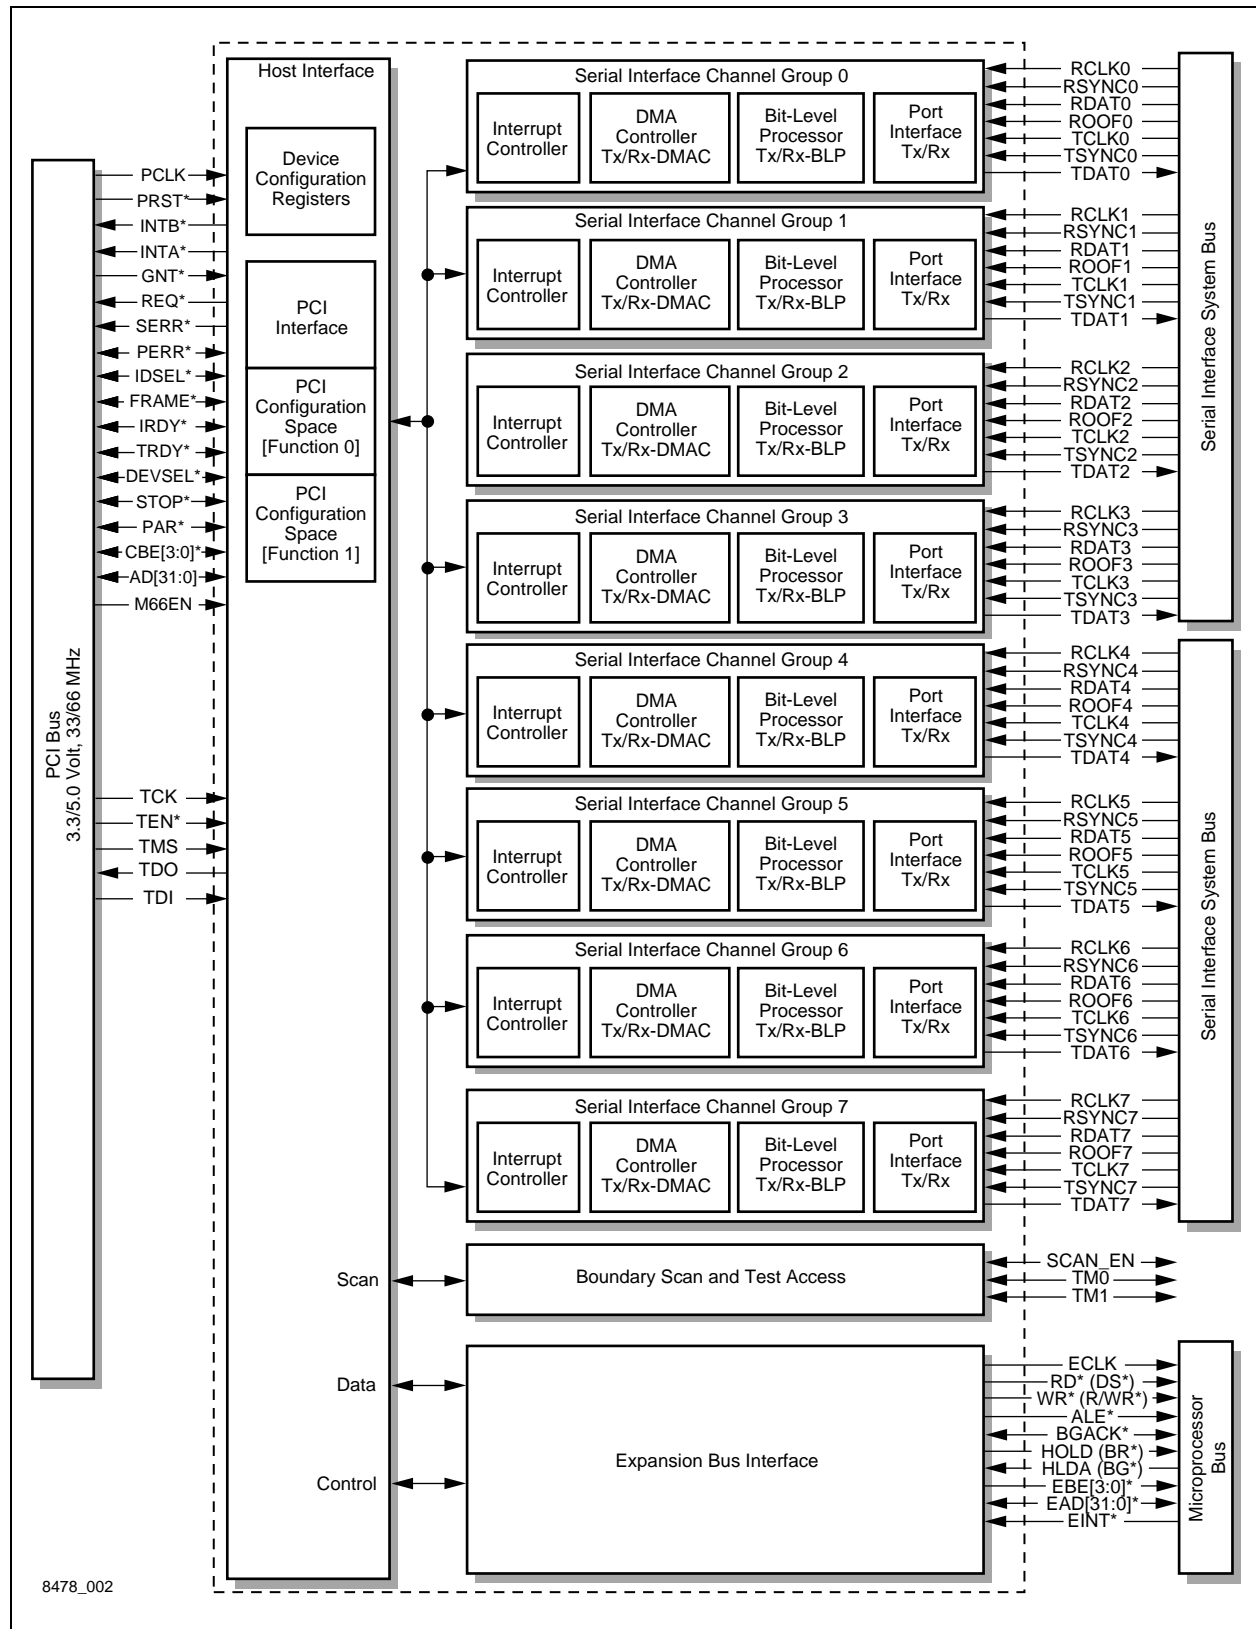 Host Interface
Device
Configuration
Registers
PCI
Interface
PCI
Configuration
Space
[Function 0]
PCI
Configuration
Space
[Function 1]
Scan
Data
Control
PCI Bus
3.3/5.0 Volt, 33/66 MHz
PCLK
PRST*
INTB*
INTA*
GNT*
REQ*
SERR*
PERR*
IDSEL*
FRAME*
IRDY*
TRDY*
DEVSEL*
STOP*
PAR*
CBE[3:0]*
AD[31:0]
M66EN
TCK
TEN*
TMS
TDO
TDI
Serial Interface Channel Group 0
Interrupt
Controller
DMA
Controller
Tx/Rx-DMAC
Bit-Level
Processor
Tx/Rx-BLP
Port
Interface
Tx/Rx
RCLK0
RSYNC0
RDAT0
ROOF0
TCLK0
TSYNC0
TDAT0
Serial Interface Channel Group 1
Interrupt
Controller
DMA
Controller
Tx/Rx-DMAC
Bit-Level
Processor
Tx/Rx-BLP
Port
Interface
Tx/Rx
RCLK1
RSYNC1
RDAT1
ROOF1
TCLK1
TSYNC1
TDAT1
Serial Interface Channel Group 2
Interrupt
Controller
DMA
Controller
Tx/Rx-DMAC
Bit-Level
Processor
Tx/Rx-BLP
Port
Interface
Tx/Rx
RCLK2
RSYNC2
RDAT2
ROOF2
TCLK2
TSYNC2
TDAT2
Serial Interface Channel Group 3
Interrupt
Controller
DMA
Controller
Tx/Rx-DMAC
Bit-Level
Processor
Tx/Rx-BLP
Port
Interface
Tx/Rx
RCLK3
RSYNC3
RDAT3
ROOF3
TCLK3
TSYNC3
TDAT3
Serial Interface System Bus
Serial Interface Channel Group 4
Interrupt
Controller
DMA
Controller
Tx/Rx-DMAC
Bit-Level
Processor
Tx/Rx-BLP
Port
Interface
Tx/Rx
RCLK4
RSYNC4
RDAT4
ROOF4
TCLK4
TSYNC4
TDAT4
Serial Interface Channel Group 5
Interrupt
Controller
DMA
Controller
Tx/Rx-DMAC
Bit-Level
Processor
Tx/Rx-BLP
Port
Interface
Tx/Rx
RCLK5
RSYNC5
RDAT5
ROOF5
TCLK5
TSYNC5
TDAT5
Serial Interface Channel Group 6
Interrupt
Controller
DMA
Controller
Tx/Rx-DMAC
Bit-Level
Processor
Tx/Rx-BLP
Port
Interface
Tx/Rx
RCLK6
RSYNC6
RDAT6
ROOF6
TCLK6
TSYNC6
TDAT6
Serial Interface Channel Group 7
Interrupt
Controller
DMA
Controller
Tx/Rx-DMAC
Bit-Level
Processor
Tx/Rx-BLP
Port
Interface
Tx/Rx
RCLK7
RSYNC7
RDAT7
ROOF7
TCLK7
TSYNC7
TDAT7
Serial Interface System Bus
Boundary Scan and Test Access
SCAN_EN
TM0
TM1
Expansion Bus Interface
ECLK
RD* (DS*)
WR* (R/WR*)
ALE*
BGACK*
HOLD (BR*)
HLDA (BG*)
EBE[3:0]*
EAD[31:0]*
EINT*
Microprocessor
Bus
8478_002